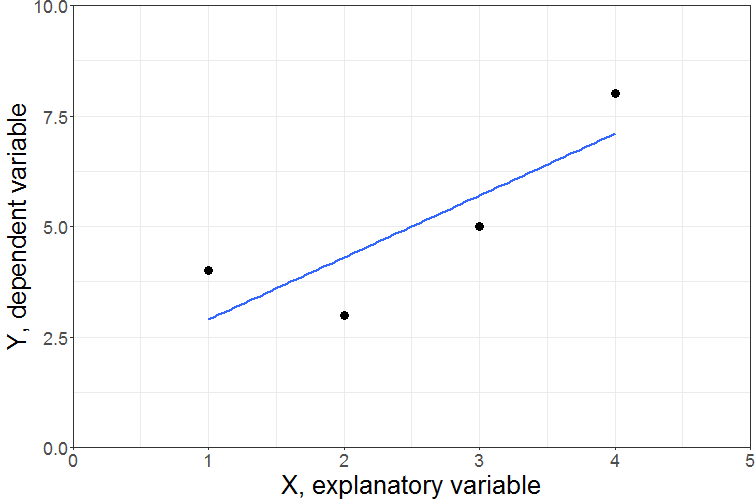 10.0
7.5
5.0
2.5
0.0
Y, dependent variable
0 1 2 3 4 5
X, explanatory variable